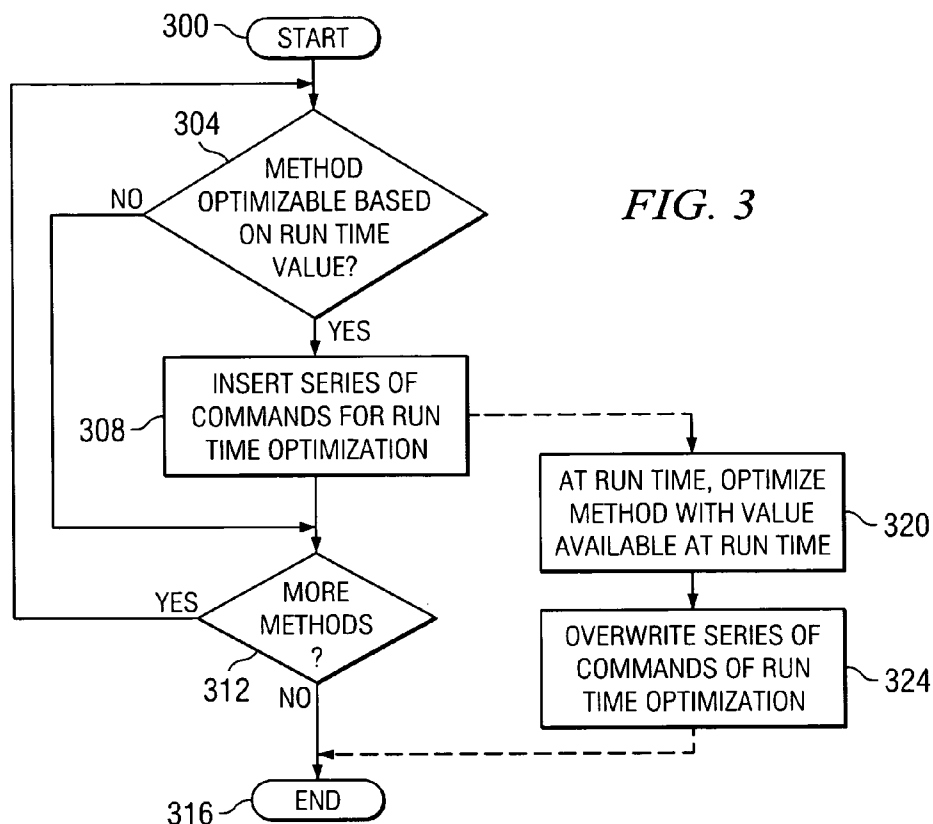 300
START
304
METHOD
OPTIMIZABLE BASED
ON RUN TIME
VALUE?
NO
FIG. 3
YES
308
INSERT SERIES OF
COMMANDS FOR RUN
TIME OPTIMIZATION
AT RUN TIME, OPTIMIZE
METHOD WITH VALUE
AVAILABLE AT RUN TIME
320
YES
MORE
METHODS
?
312
NO
OVERWRITE SERIES OF
COMMANDS OF RUN
TIME OPTIMIZATION
324
316
END